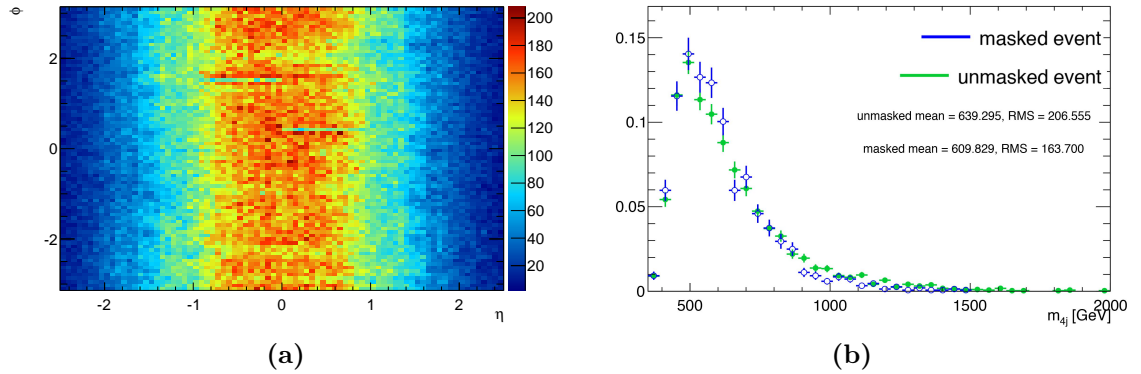 ϕ
2
0
-2
-2
-1
0
1
2
η
200
180
160
140
120
100
80
60
40
20
(a)
0.15
0.1
0.05
0
500
1000
1500
2000
m4j [GeV]
masked event
unmasked event
unmasked mean = 639.295, RMS = 206.555
masked mean = 609.829, RMS = 163.700
(b)